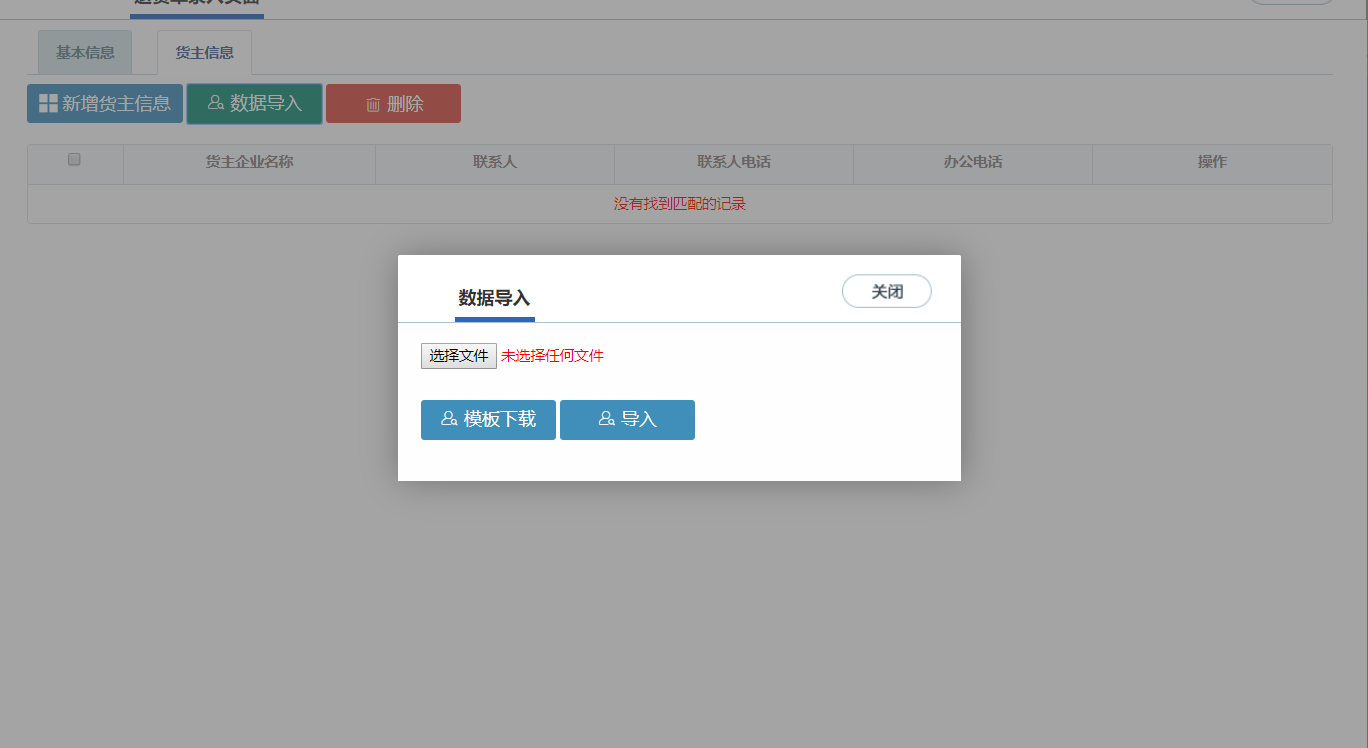 基本信息
货主信息
新增货主信息
数据导入
删除
货主企业名称
联系人
联系人电话
办公电话
操作
没有找到匹配的记录
数据导入
关闭
选择文件 未选择任何文件
模板下载
导入